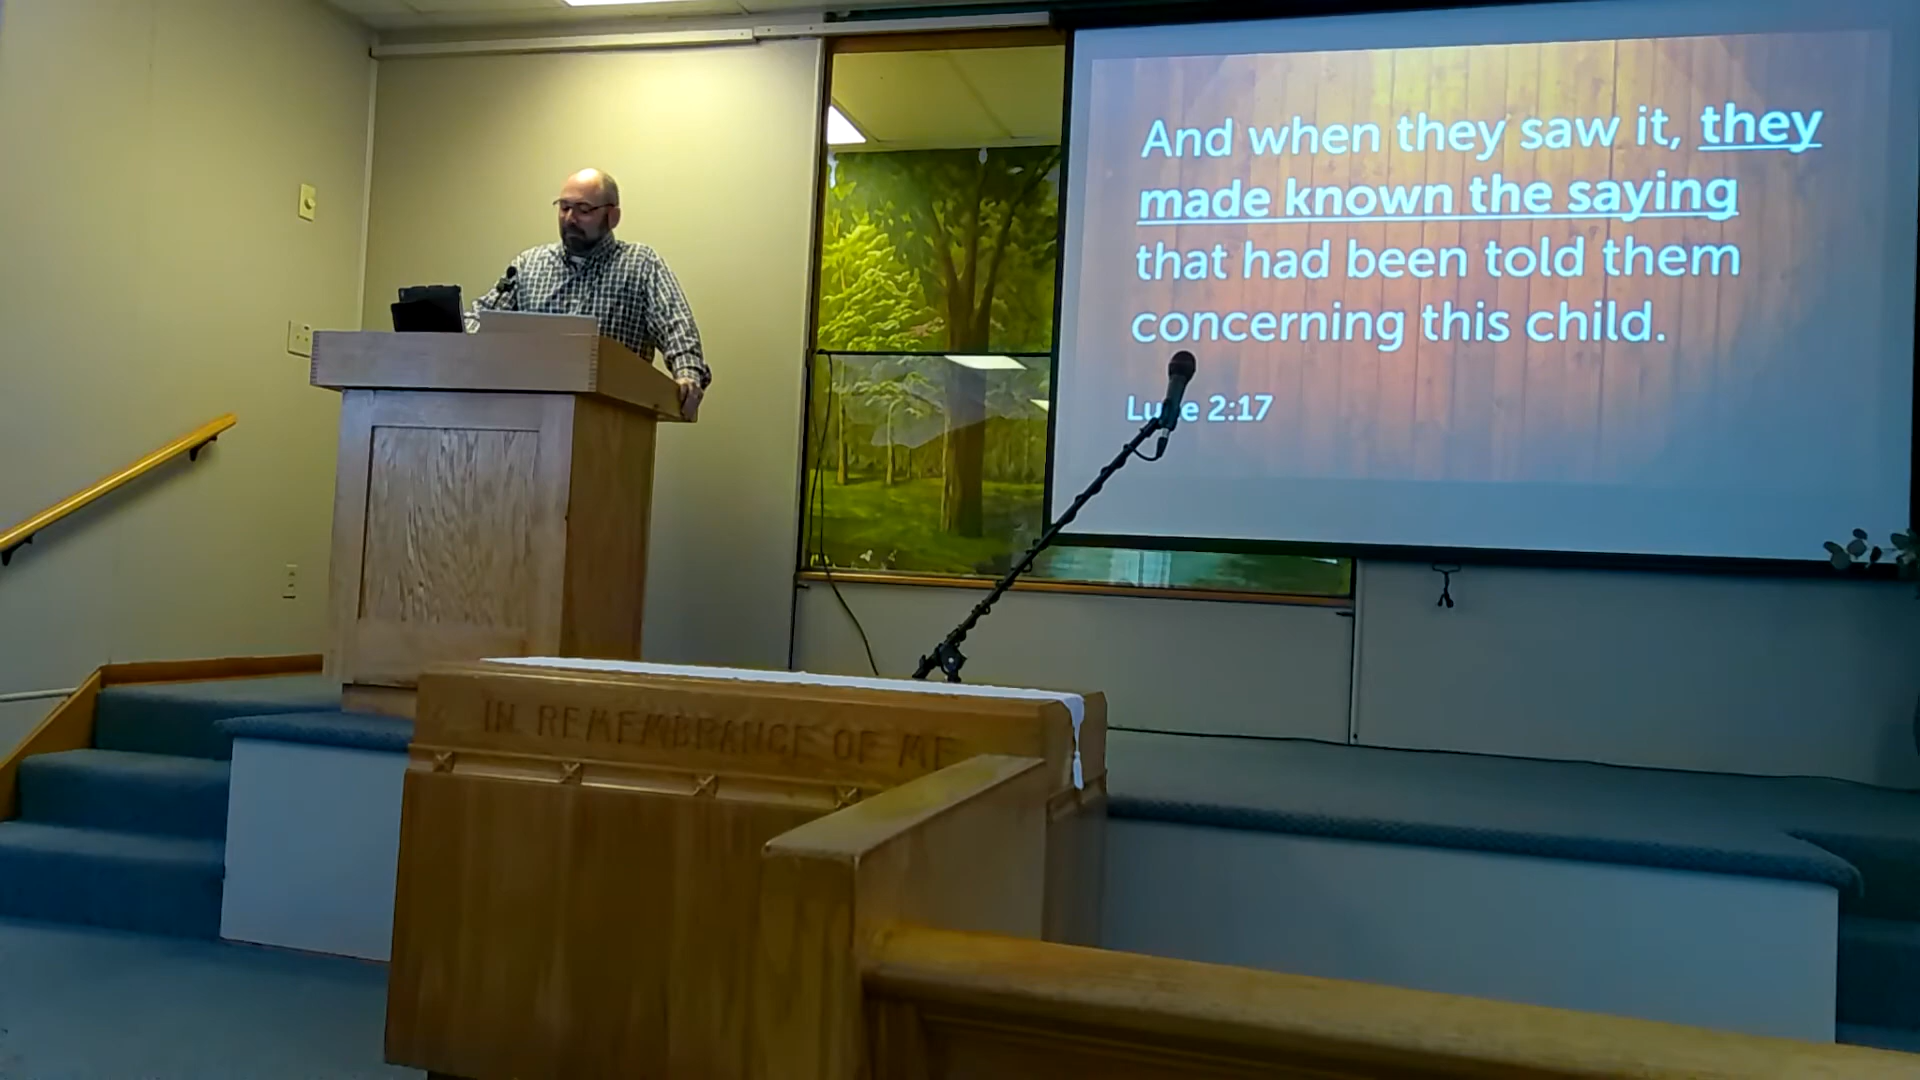 And when they saw it, they
made known the saying
that had been told them
concerning this child.
Luke 2:17
IN REMEMBRANCE OF ME